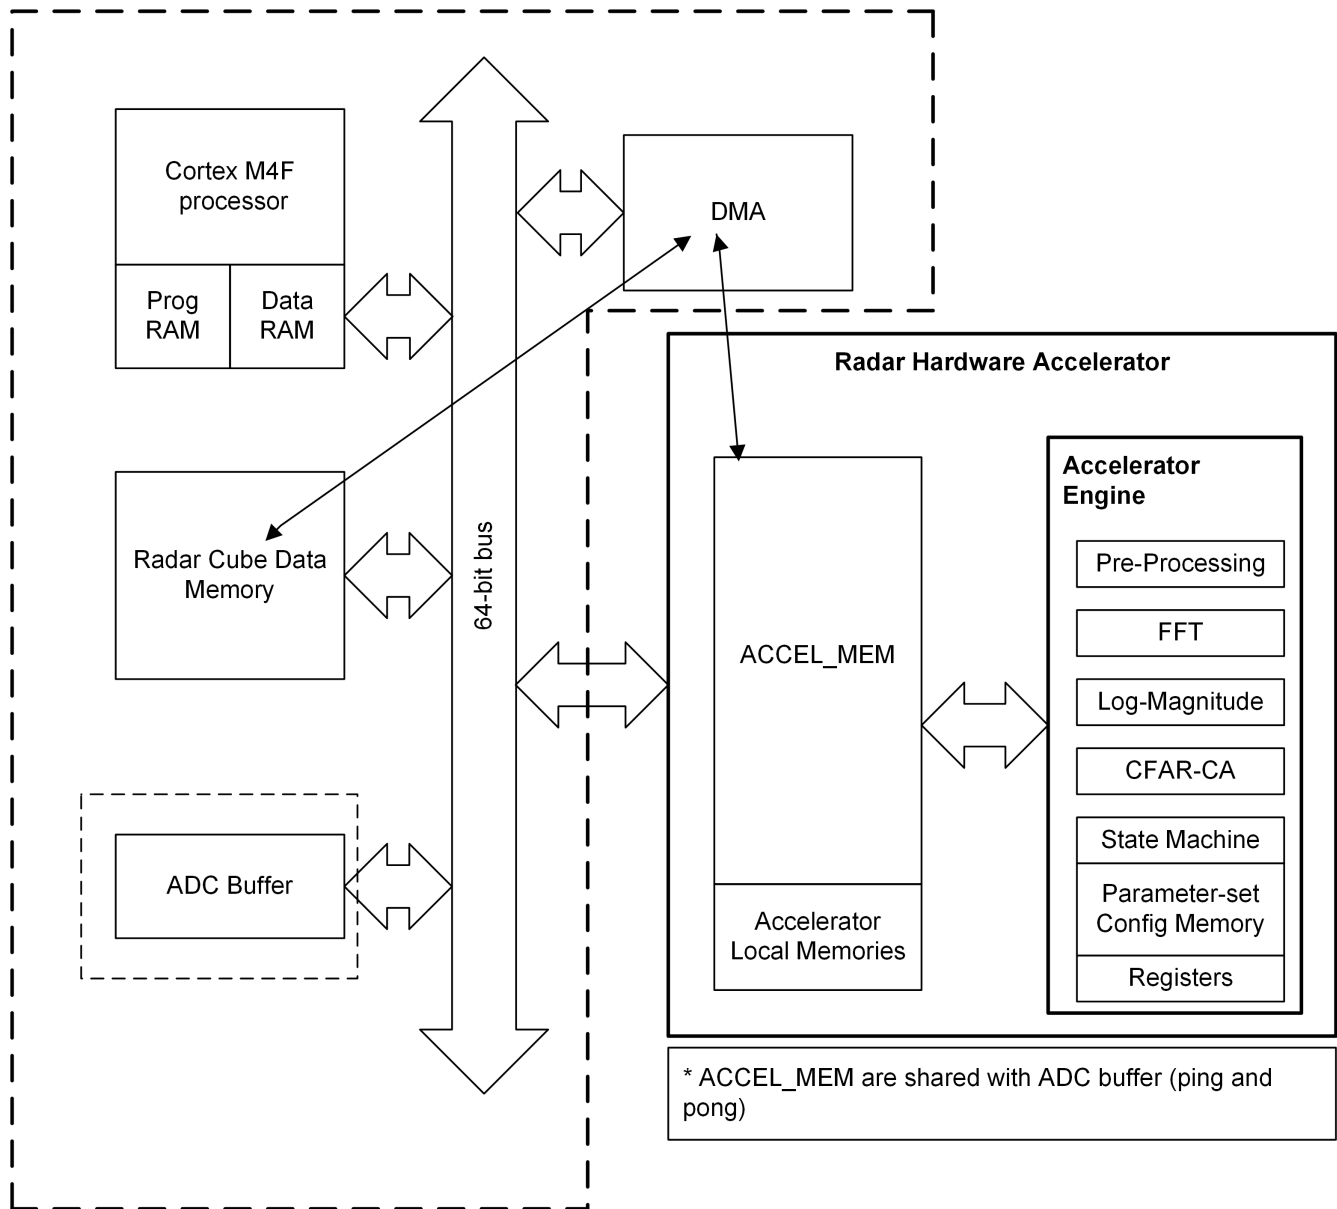 Cortex M4F
processor
Prog
RAM
Data
RAM
DMA
Radar Cube Data
Memory
64-bit bus
ADC Buffer
Radar Hardware Accelerator
ACCEL_MEM
Accelerator
Local Memories
Accelerator
Engine
Pre-Processing
FFT
Log-Magnitude
CFAR-CA
State Machine
Parameter-set
Config Memory
Registers
* ACCEL_MEM are shared with ADC buffer (ping and
pong)